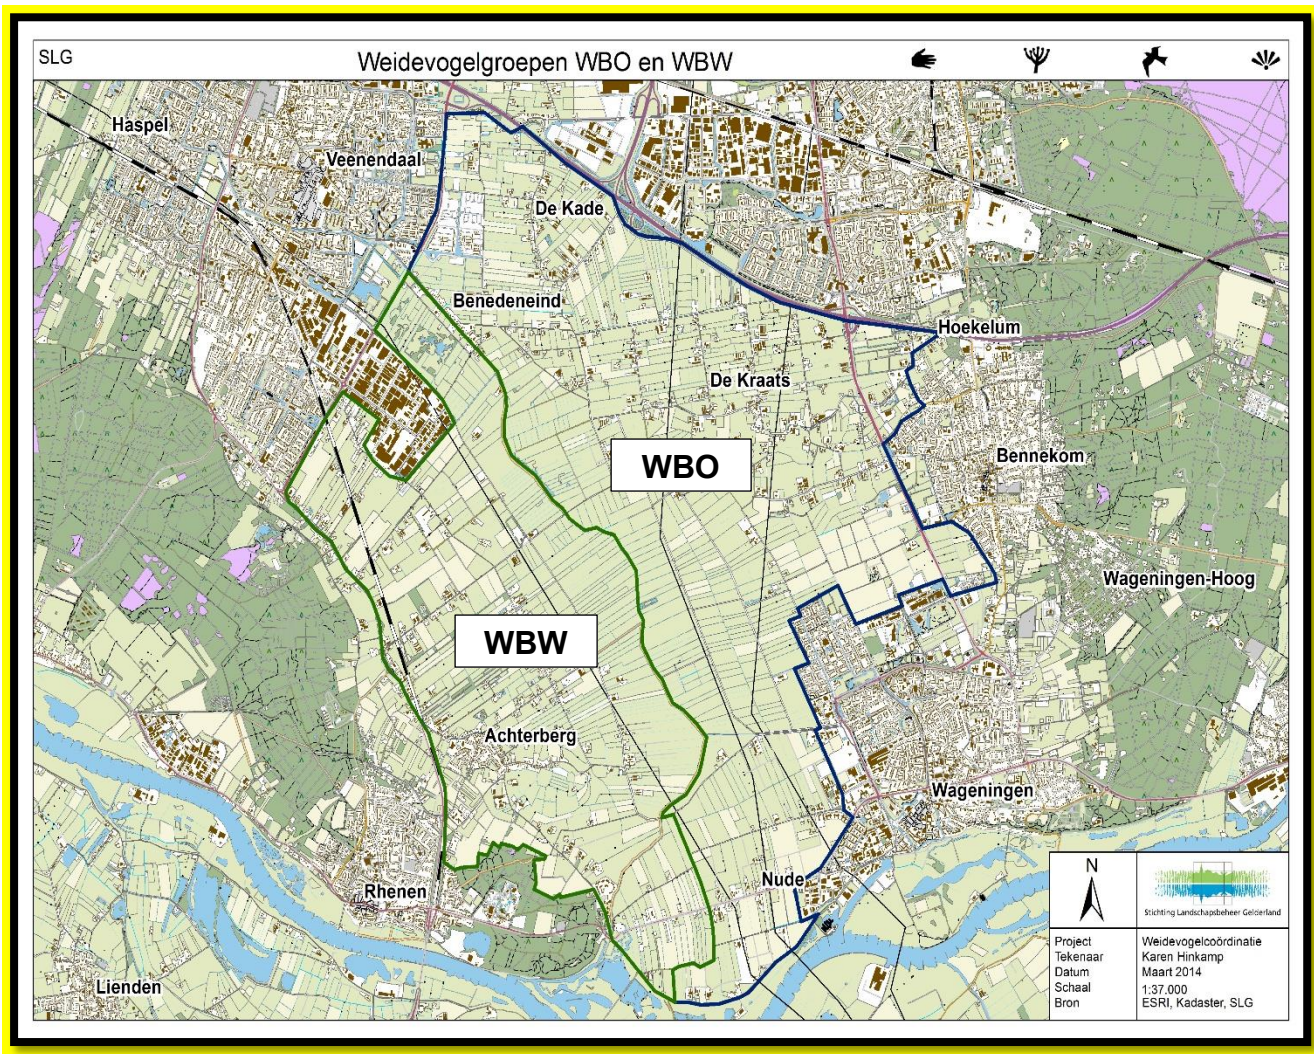 SLG
Weidevogelgroepen WBO en WBW
Haspel
Veenendaal
De Kade
Benedeneind
Hoekelum
De Kraats
WBO
Bennekom
Wageningen-Hoog
WBW
Achterberg
Wageningen
Nude
Rhenen
Lienden
N
Stichting Landschapsbeheer Gelderland
Project Weidevogelcoördinatie
Tekenaar Karen Hinkamp
Datum Maart 2014
Schaal 1:37.000
Bron ESRI, Kadaster, SLG